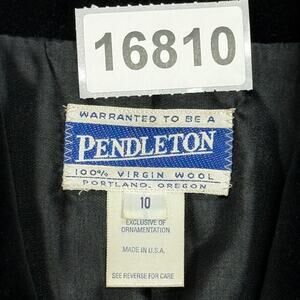 16810
WARRANTED TO BE A
PENDLETON
100% VIRGIN WOOL
PORTLAND, OREGON
10
EXCLUSIVE OF
ORNAMENTATION
MADE IN U.S.A.
SEE REVERSE FOR CARE